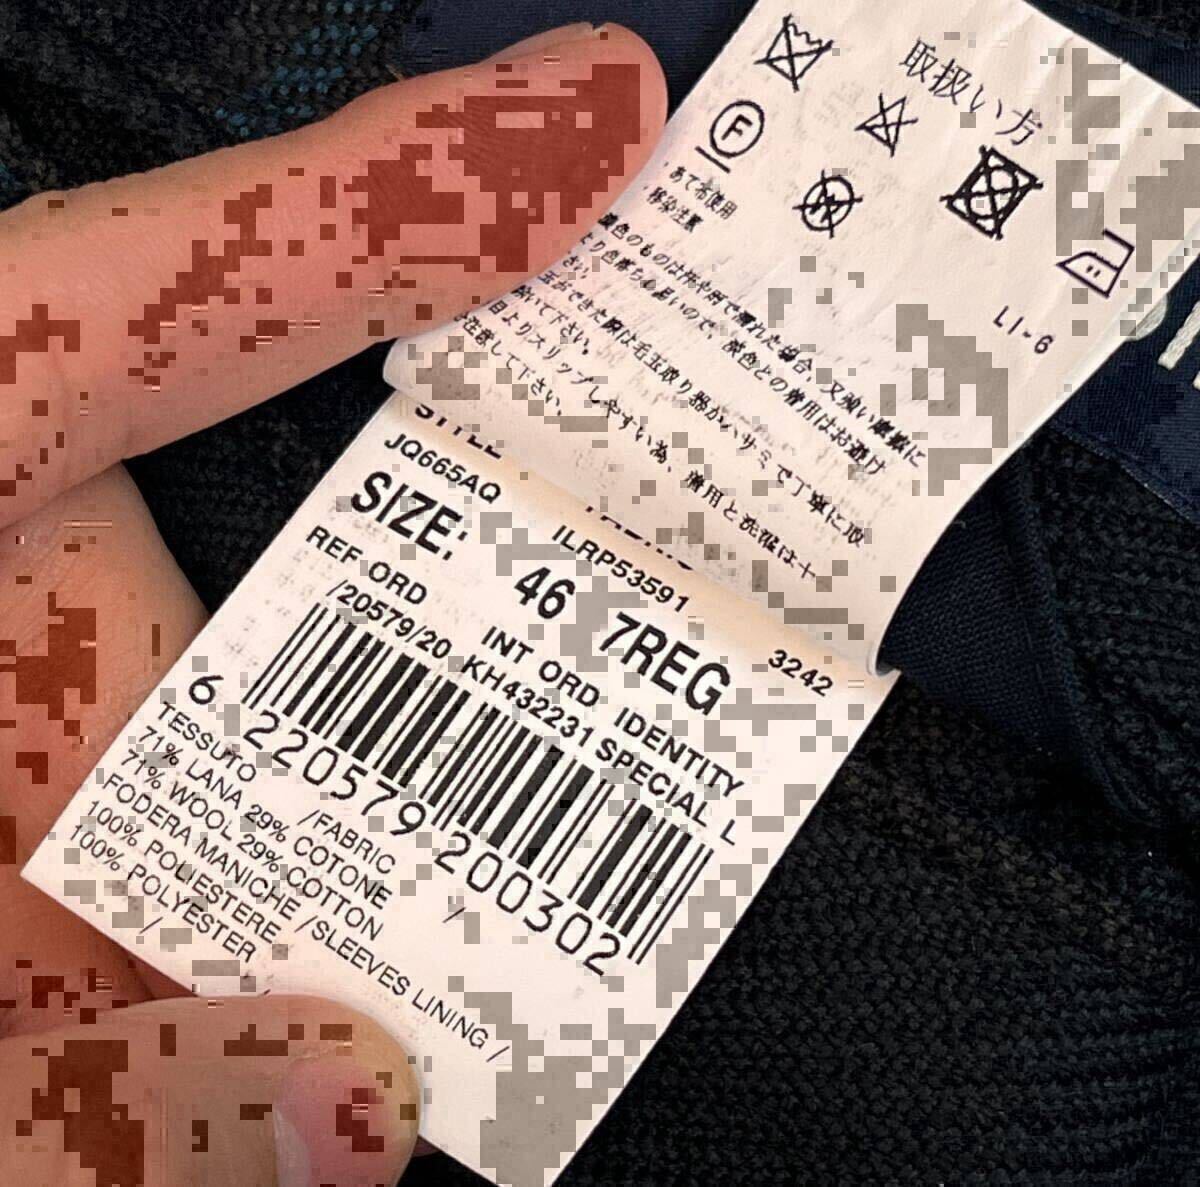 取扱い方
F
LI-6
あて布使用
移染注意
濃色のものは汗や雨で濡れた場合、又強い摩擦に
より色落ちし易いので、淡色との着用はお避け
さい。
玉ができた際は毛玉取り器かハサミで丁寧に取
除いて下さい。
目よりスリップしやすい為、着用と洗濯は十
注意して下さい。
STYLE
JQ665AQ ILRP53591 3242
SIZE: 46 7REG
REF ORD INT ORD IDENTITY
/20579/20 KH432231 SPECIAL L
6 220579 200302
TESSUTO /FABRIC
71% LANA 29% COTONE
71% WOOL 29% COTTON /
FODERA MANICHE /SLEEVES LINING /
100% POLIESTERE
100% POLYESTER
/